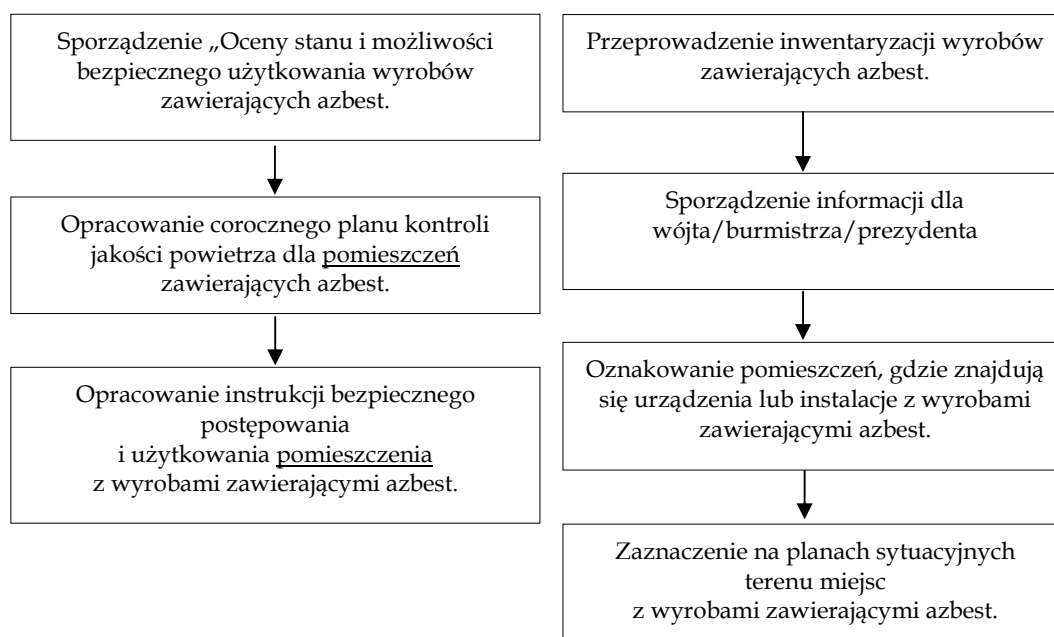 Sporządzenie „Oceny stanu i możliwości
bezpiecznego użytkowania wyrobów
zawierających azbest.
Opracowanie corocznego planu kontroli
jakości powietrza dla pomieszczeń
zawierających azbest.
Opracowanie instrukcji bezpiecznego
postępowania
i użytkowania pomieszczenia
z wyrobami zawierającymi azbest.
Przeprowadzenie inwentaryzacji wyrobów
zawierających azbest.
Sporządzenie informacji dla
wójta/burmistrza/prezydenta
Oznakowanie pomieszczeń, gdzie znajdują
się urządzenia lub instalacje z wyrobami
zawierającymi azbest.
Zaznaczenie na planach sytuacyjnych
terenu miejsc
z wyrobami zawierającymi azbest.